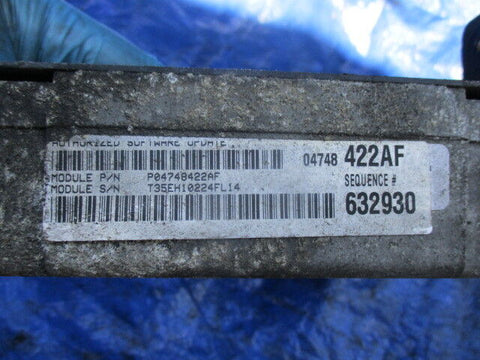 AUTHORIZED SOFTWARE UPDATE
04748 422AF
MODULE P/N P04748422AF
MODULE S/N T35EH10224FL14
SEQUENCE #
632930